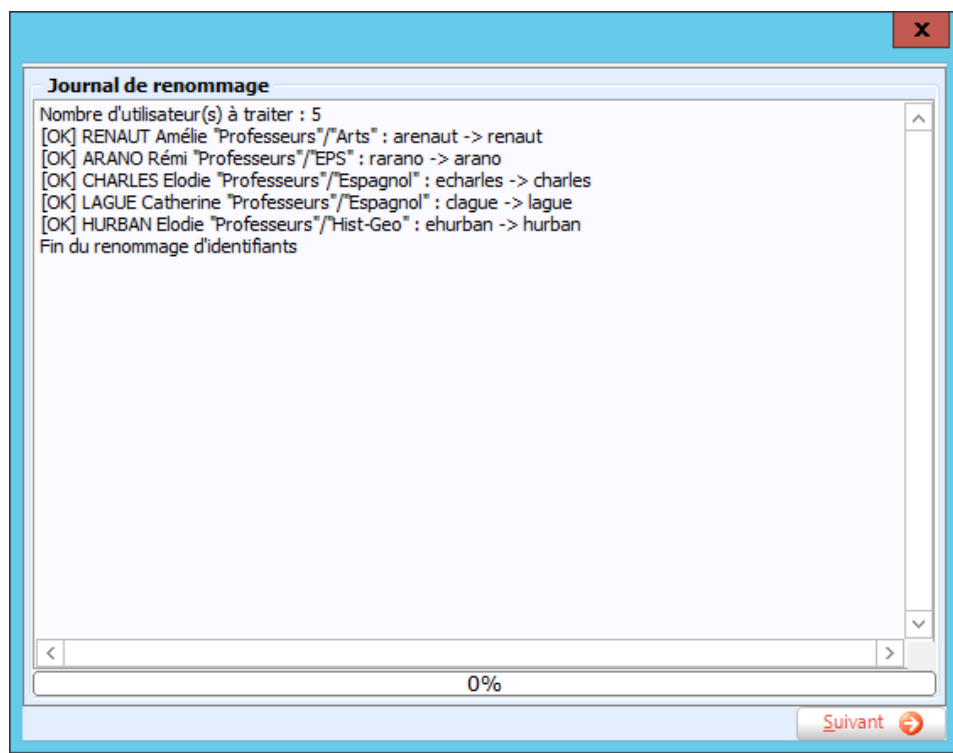 x
Journal de renommage
Nombre d'utilisateur(s) à traiter : 5
[OK] RENAUT Amélie "Professeurs"/"Arts" : arenaut -> renaut
[OK] ARANO Rémi "Professeurs"/"EPS" : rarano -> arano
[OK] CHARLES Elodie "Professeurs"/"Espagnol" : echarles -> charles
[OK] LAGUE Catherine "Professeurs"/"Espagnol" : clague -> lague
[OK] HURBAN Elodie "Professeurs"/"Hist-Geo" : ehurban -> hurban
Fin du renommage d'identifiants
0%
Suivant